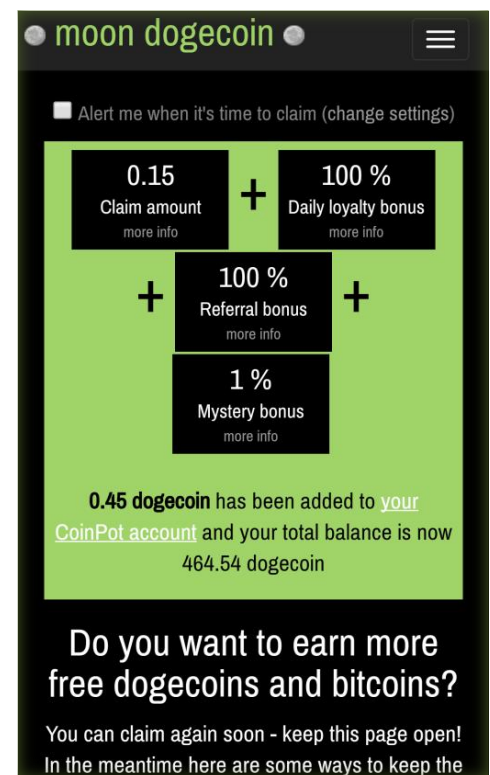 moon dogecoin
Alert me when it's time to claim (change settings)
0.15
Claim amount
more info
+
100 %
Daily loyalty bonus
more info
+
100 %
Referral bonus
more info
+
1 %
Mystery bonus
more info
0.45 dogecoin has been added to your
CoinPot account and your total balance is now
464.54 dogecoin
Do you want to earn more
free dogecoins and bitcoins?
You can claim again soon - keep this page open!
In the meantime here are some ways to keep the